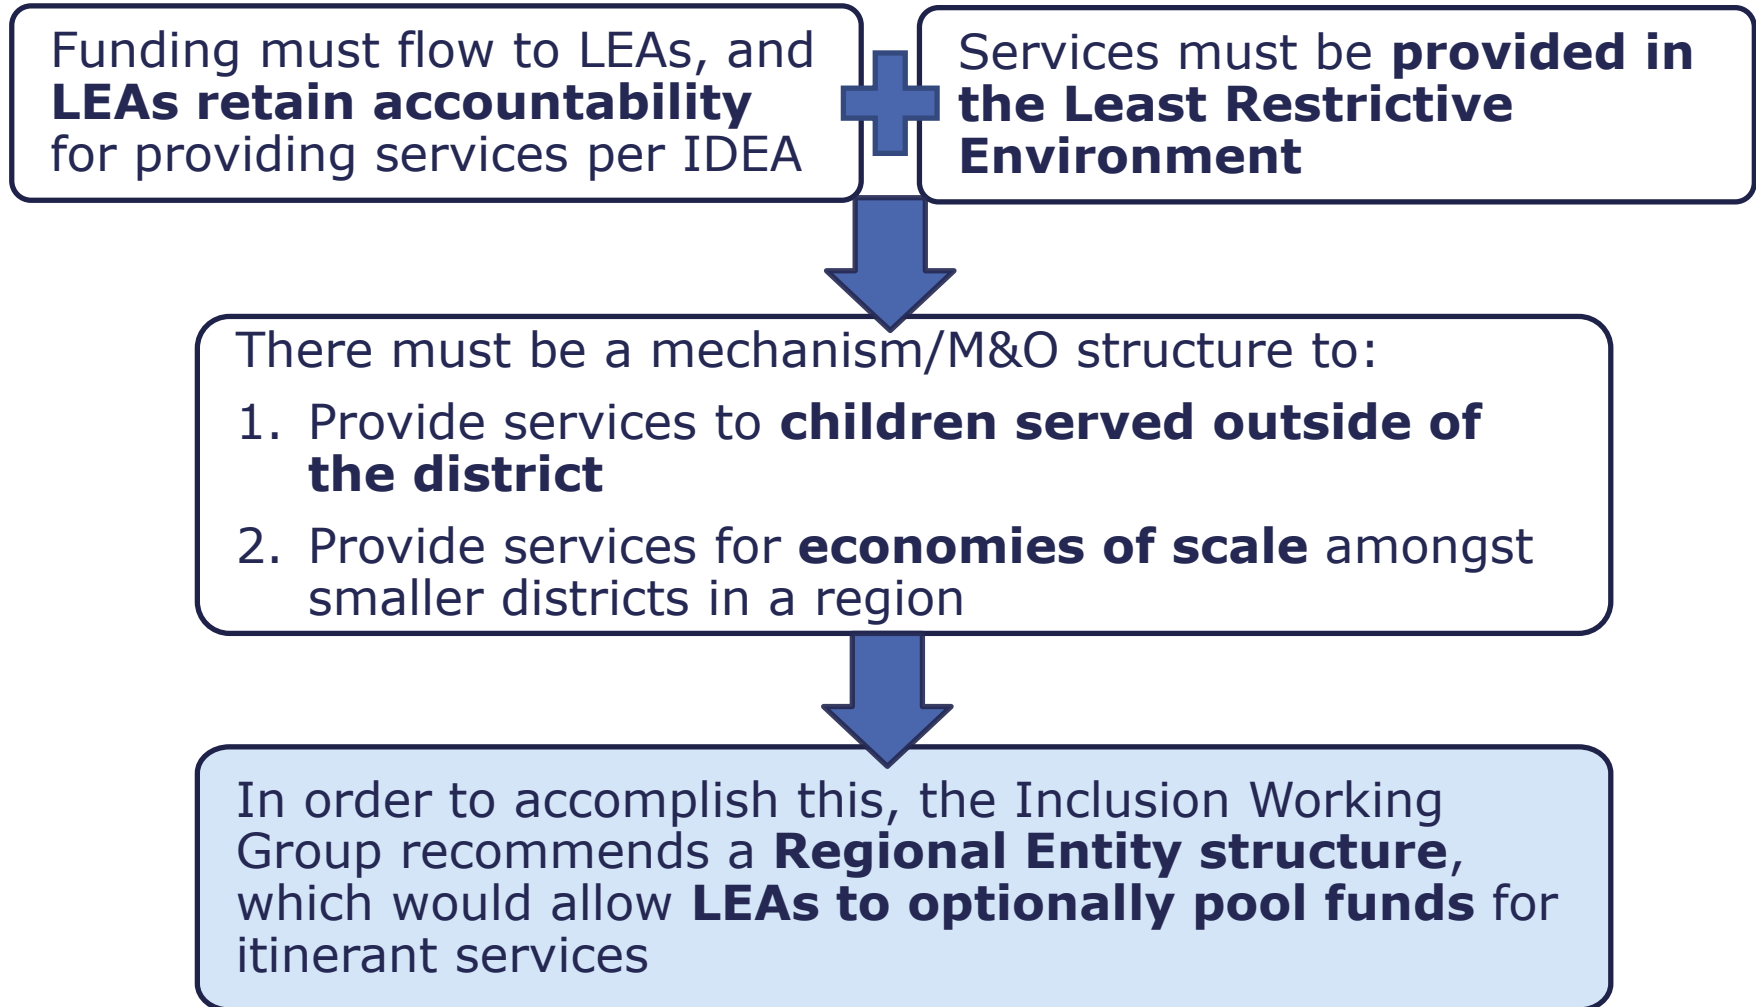 Funding must flow to LEAs, and
LEAs retain accountability
for providing services per IDEA
Services must be provided in
the Least Restrictive
Environment
There must be a mechanism/M&O structure to:
1. Provide services to children served outside of
the district
2. Provide services for economies of scale amongst
smaller districts in a region
In order to accomplish this, the Inclusion Working
Group recommends a Regional Entity structure,
which would allow LEAs to optionally pool funds for
itinerant services